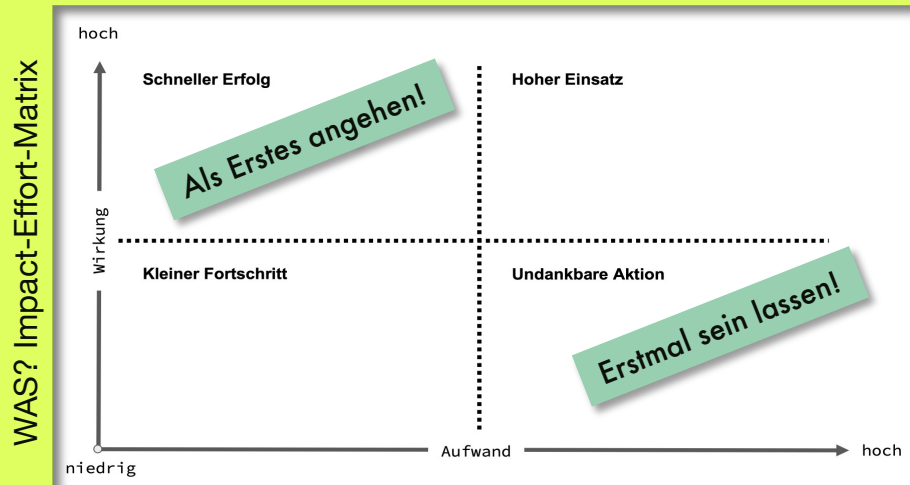 WAS? Impact-Effort-Matrix
hoch
Schneller Erfolg
Hoher Einsatz
Als Erstes angehen!
Wirkung
Kleiner Fortschritt
Undankbare Aktion
Erstmal sein lassen!
Aufwand
hoch
niedrig